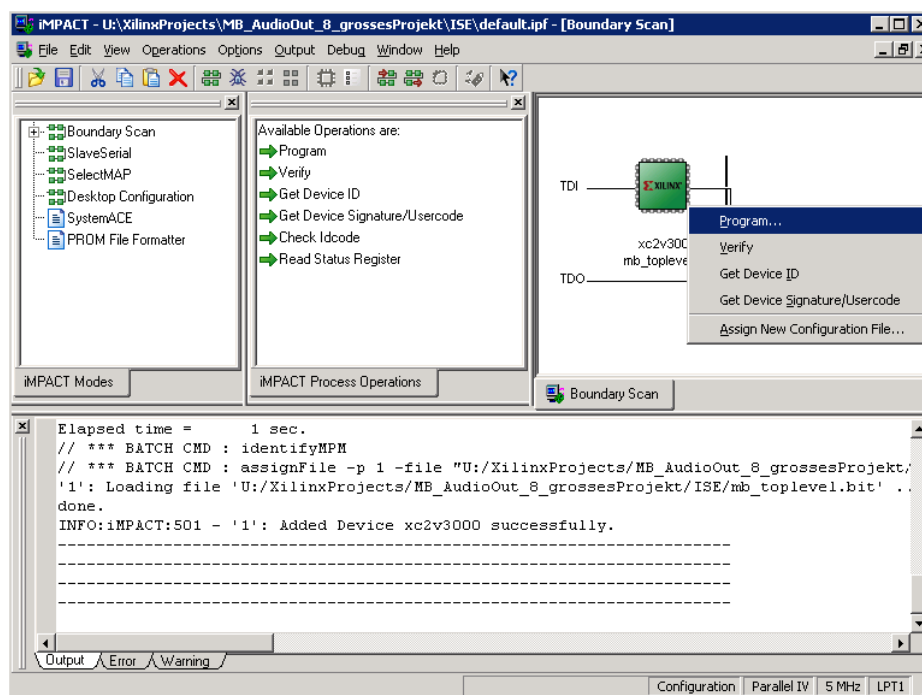 iMPACT - U:\XilinxProjects\MB_AudioOut_8_grossesProjekt\ISE\default.ipf - [Boundary Scan]
File Edit View Operations Options Output Debug Window Help
Boundary Scan
SlaveSerial
SelectMAP
Desktop Configuration
SystemACE
PROM File Formatter
iMPACT Modes
Available Operations are:
Program
Verify
Get Device ID
Get Device Signature/Usercode
Check Idcode
Read Status Register
iMPACT Process Operations
TDI
XILINX
xc2v300
mb_topleve
TDO
Program...
Verify
Get Device ID
Get Device Signature/Usercode
Assign New Configuration File...
Boundary Scan
Elapsed time = 1 sec.
// *** BATCH CMD : identifyMPM
// *** BATCH CMD : assignFile -p 1 -file "U:/XilinxProjects/MB_AudioOut_8_grossesProjekt/
'1': Loading file 'U:/XilinxProjects/MB_AudioOut_8_grossesProjekt/ISE/mb_toplevel.bit' ..
done.
INFO:iMPACT:501 - '1': Added Device xc2v3000 successfully.
----------------------------------------------------------------------
----------------------------------------------------------------------
----------------------------------------------------------------------
----------------------------------------------------------------------
Output Error Warning
Configuration Parallel IV 5 MHz LPT1